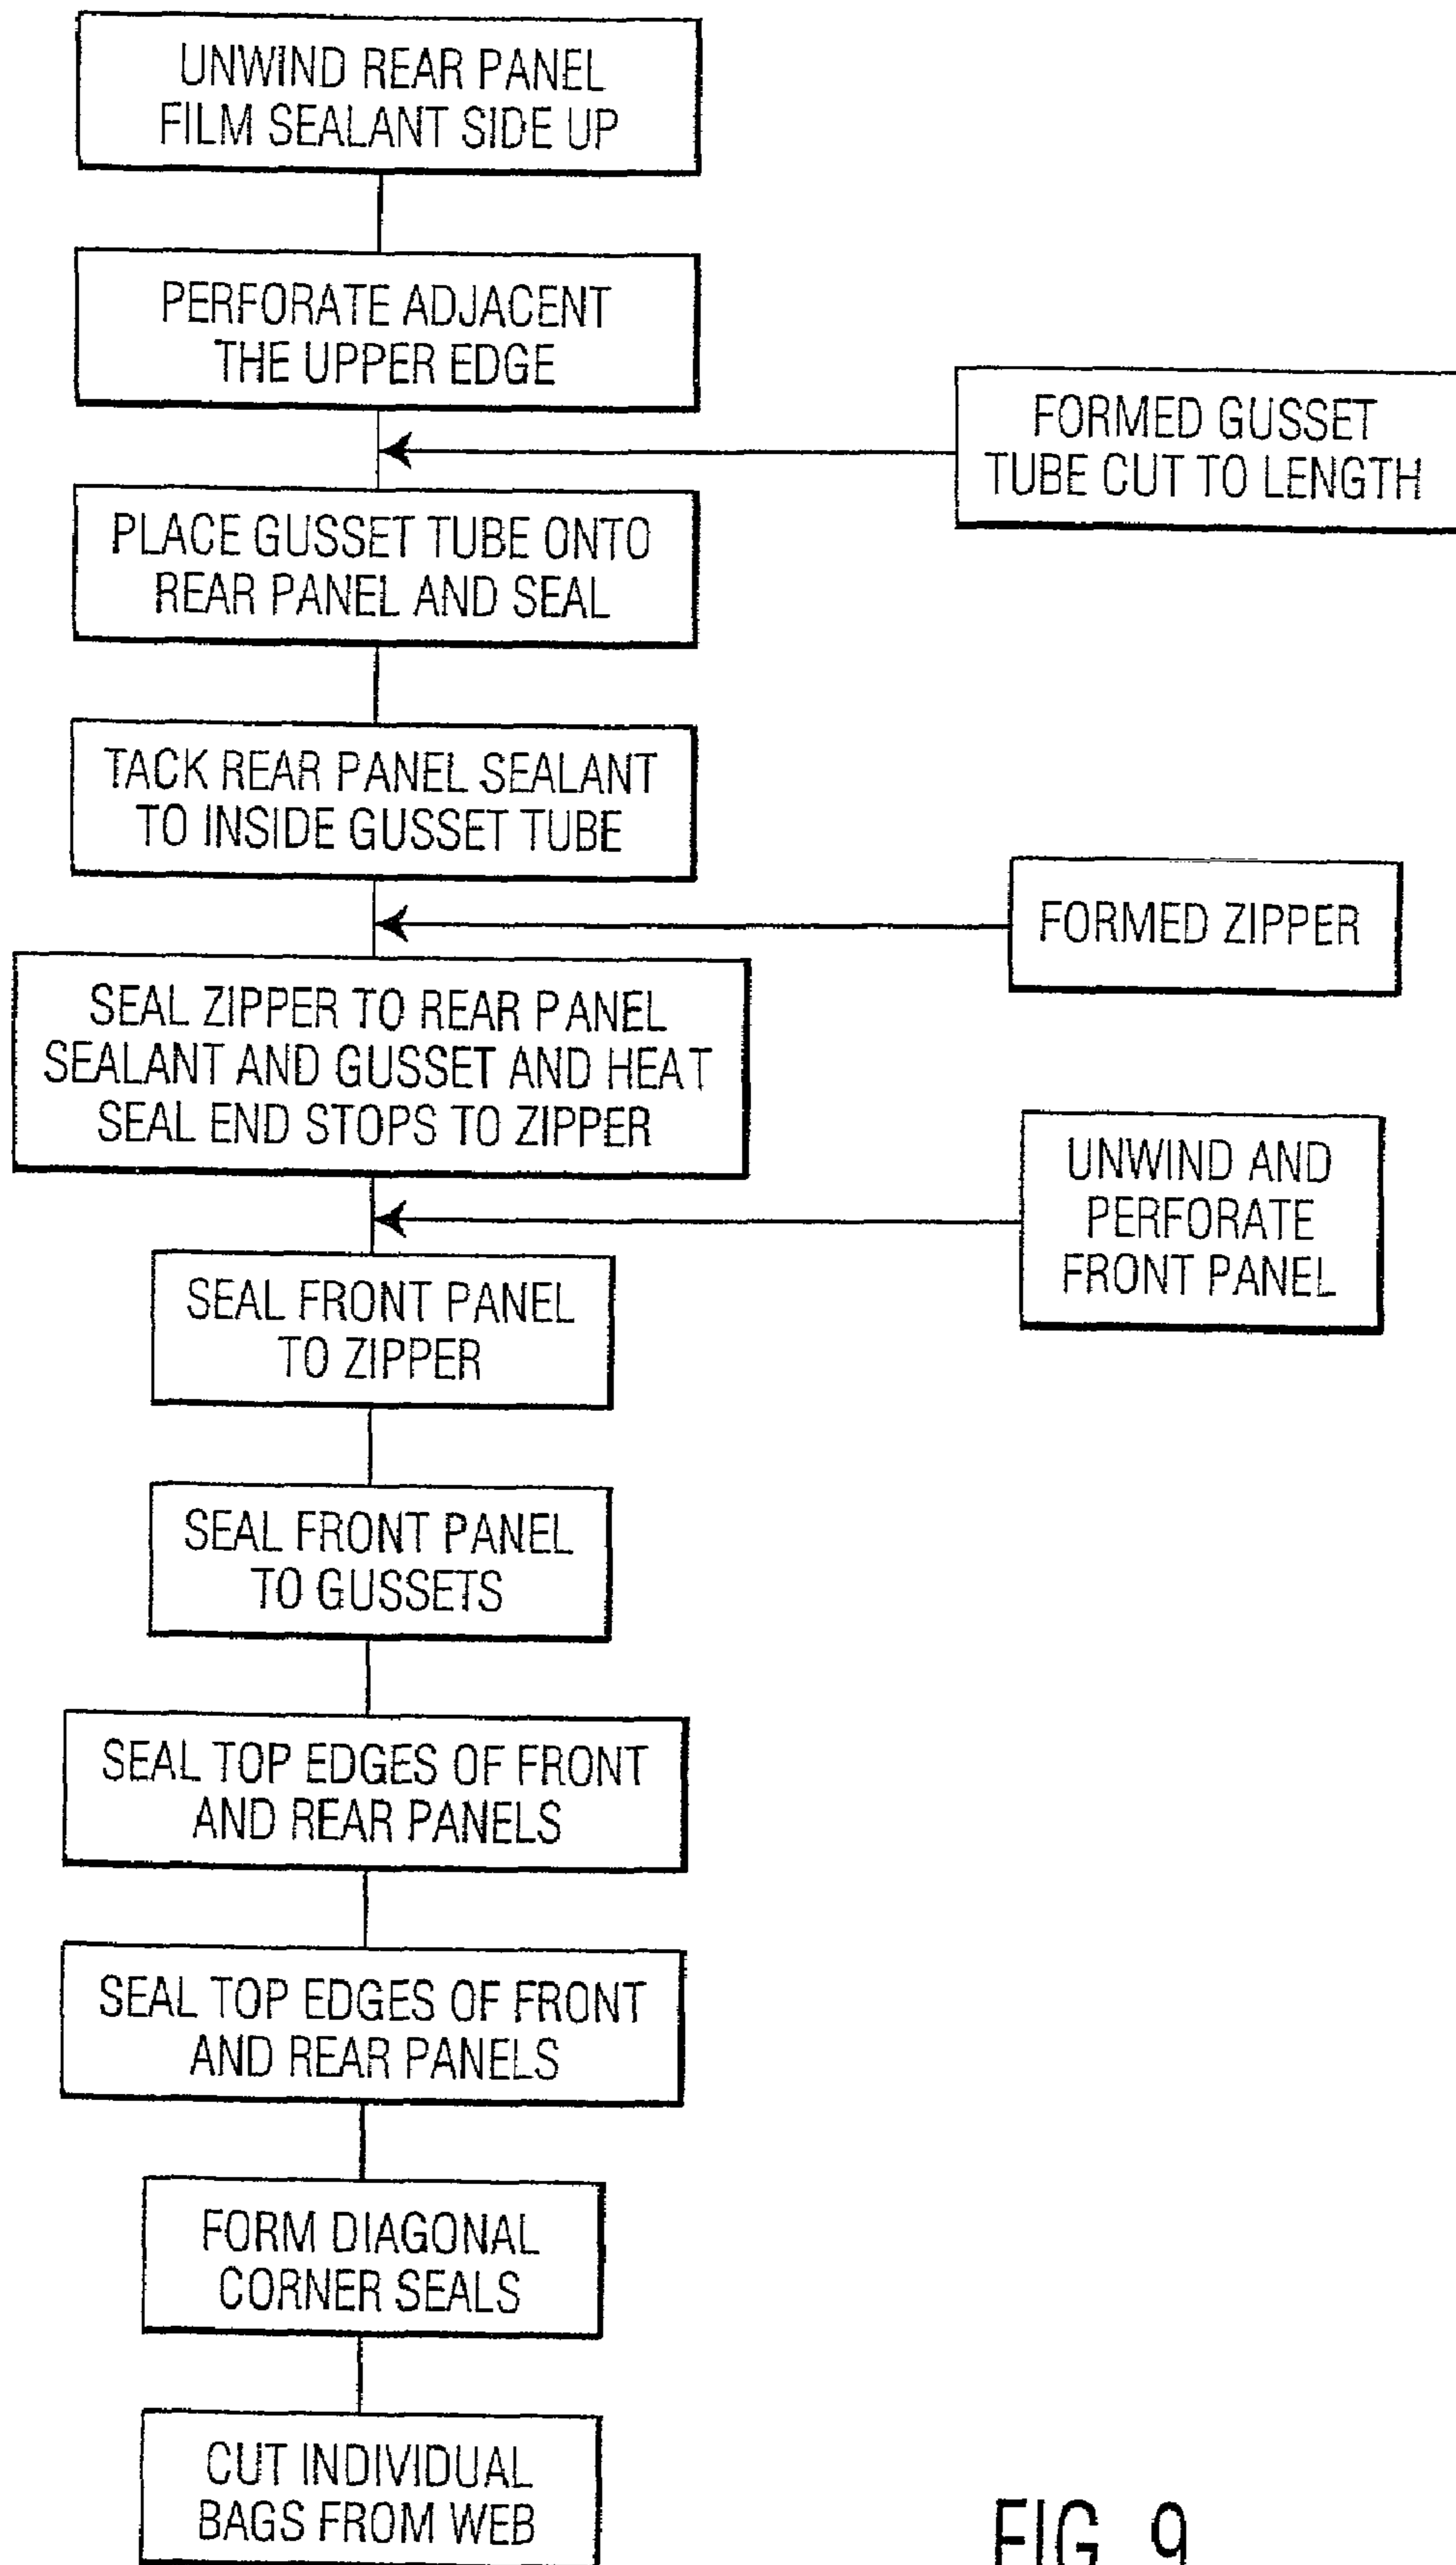 UNWIND REAR PANEL
FILM SEALANT SIDE UP
PERFORATE ADJACENT
THE UPPER EDGE
FORMED GUSSET
TUBE CUT TO LENGTH
PLACE GUSSET TUBE ONTO
REAR PANEL AND SEAL
TACK REAR PANEL SEALANT
TO INSIDE GUSSET TUBE
FORMED ZIPPER
SEAL ZIPPER TO REAR PANEL
SEALANT AND GUSSET AND HEAT
SEAL END STOPS TO ZIPPER
UNWIND AND
PERFORATE
FRONT PANEL
SEAL FRONT PANEL
TO ZIPPER
SEAL FRONT PANEL
TO GUSSETS
SEAL TOP EDGES OF FRONT
AND REAR PANELS
SEAL TOP EDGES OF FRONT
AND REAR PANELS
FORM DIAGONAL
CORNER SEALS
CUT INDIVIDUAL
BAGS FROM WEB
FIG. 9